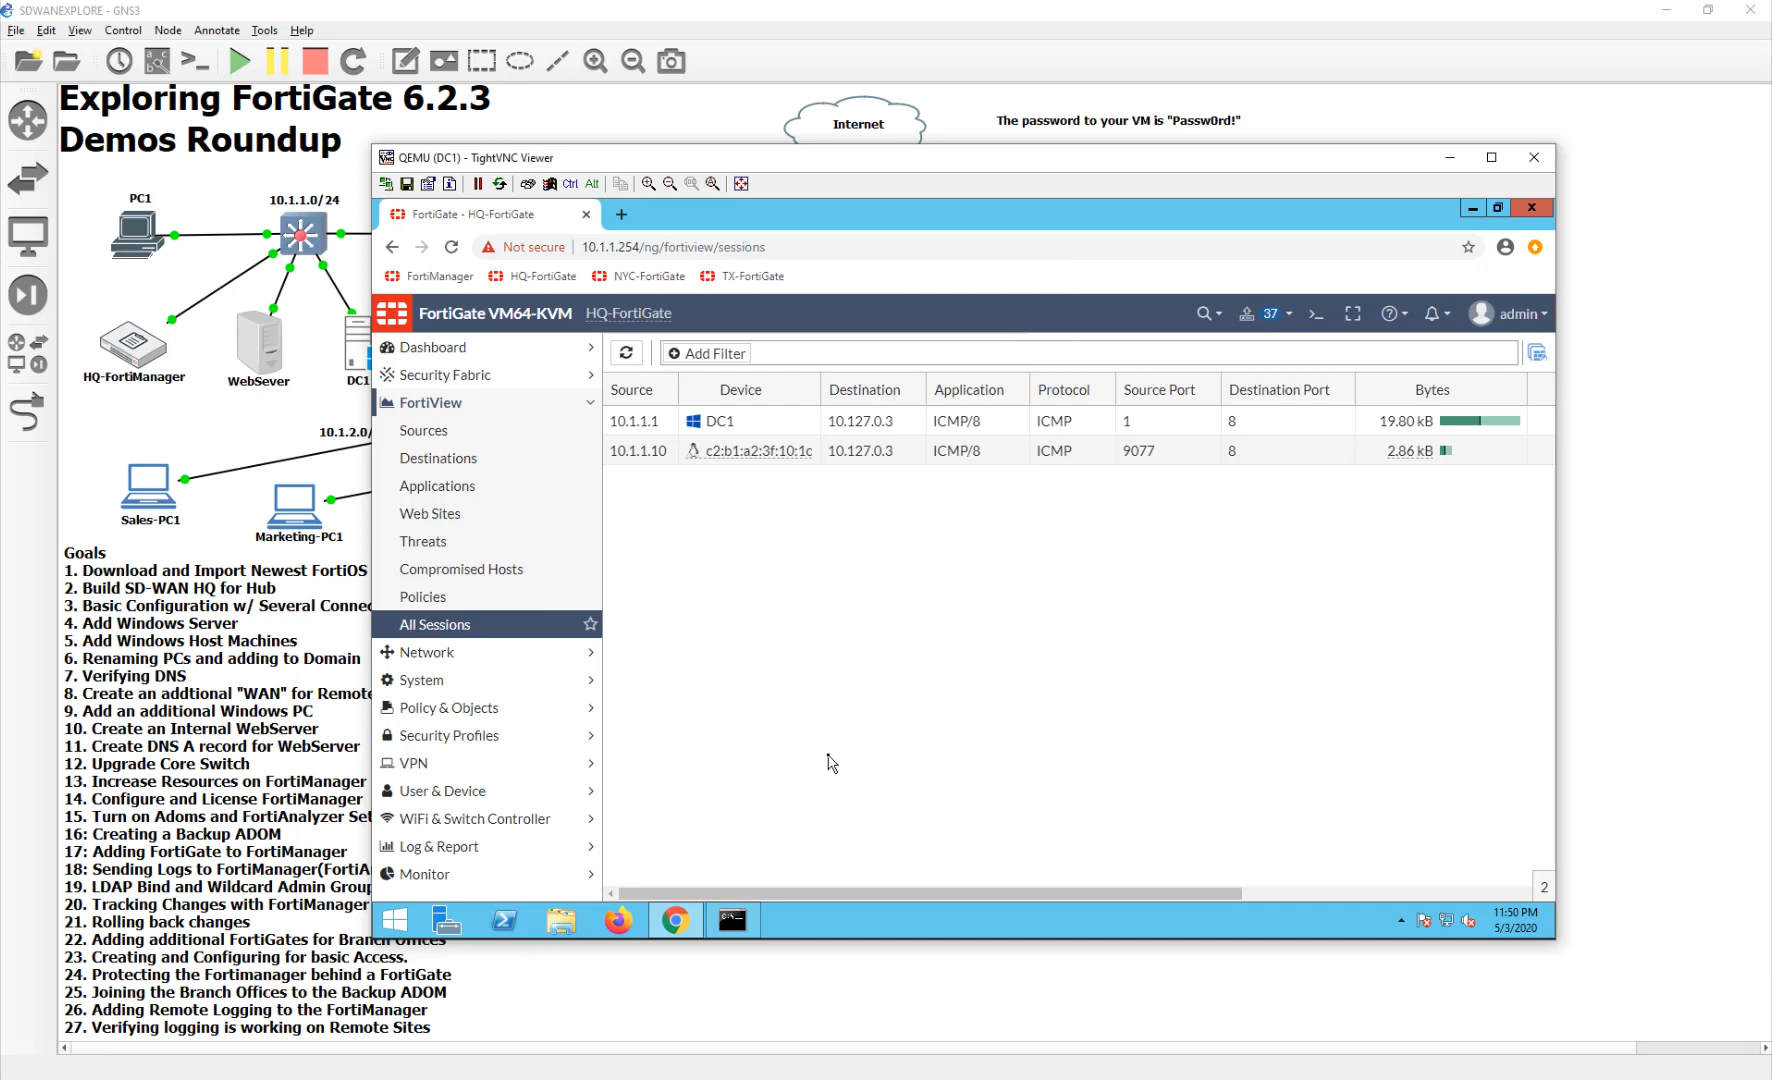 SDWANEXPLORE - GNS3
File Edit View Control Node Annotate Tools Help
Exploring FortiGate 6.2.3
Demos Roundup
Internet
The password to your VM is "Passw0rd!"
PC1
10.1.1.0/24
HQ-FortiManager
WebSever
DC1
10.1.2.0/
Sales-PC1
Marketing-PC1
Goals
1. Download and Import Newest FortiOS
2. Build SD-WAN HQ for Hub
3. Basic Configuration w/ Several Connec
4. Add Windows Server
5. Add Windows Host Machines
6. Renaming PCs and adding to Domain
7. Verifying DNS
8. Create an addtional "WAN" for Remote
9. Add an additional Windows PC
10. Create an Internal WebServer
11. Create DNS A record for WebServer
12. Upgrade Core Switch
13. Increase Resources on FortiManager
14. Configure and License FortiManager
15. Turn on Adoms and FortiAnalyzer Set
16: Creating a Backup ADOM
17: Adding FortiGate to FortiManager
18: Sending Logs to FortiManager(FortiA
19. LDAP Bind and Wildcard Admin Group
20. Tracking Changes with FortiManager
21. Rolling back changes
22. Adding additional FortiGates for Branch Offices
23. Creating and Configuring for basic Access.
24. Protecting the Fortimanager behind a FortiGate
25. Joining the Branch Offices to the Backup ADOM
26. Adding Remote Logging to the FortiManager
27. Verifying logging is working on Remote Sites
QEMU (DC1) - TightVNC Viewer
Ctrl Alt
FortiGate - HQ-FortiGate
Not secure 10.1.1.254/ng/fortiview/sessions
FortiManager HQ-FortiGate NYC-FortiGate TX-FortiGate
FortiGate VM64-KVM HQ-FortiGate 37 admin
Dashboard
Security Fabric
FortiView
Sources
Destinations
Applications
Web Sites
Threats
Compromised Hosts
Policies
All Sessions
Network
System
Policy & Objects
Security Profiles
VPN
User & Device
WiFi & Switch Controller
Log & Report
Monitor
Add Filter
Source Device Destination Application Protocol Source Port Destination Port Bytes
10.1.1.1 DC1 10.127.0.3 ICMP/8 ICMP 1 8 19.80 kB
10.1.1.10 c2:b1:a2:3f:10:1c 10.127.0.3 ICMP/8 ICMP 9077 8 2.86 kB
2
11:50 PM
5/3/2020